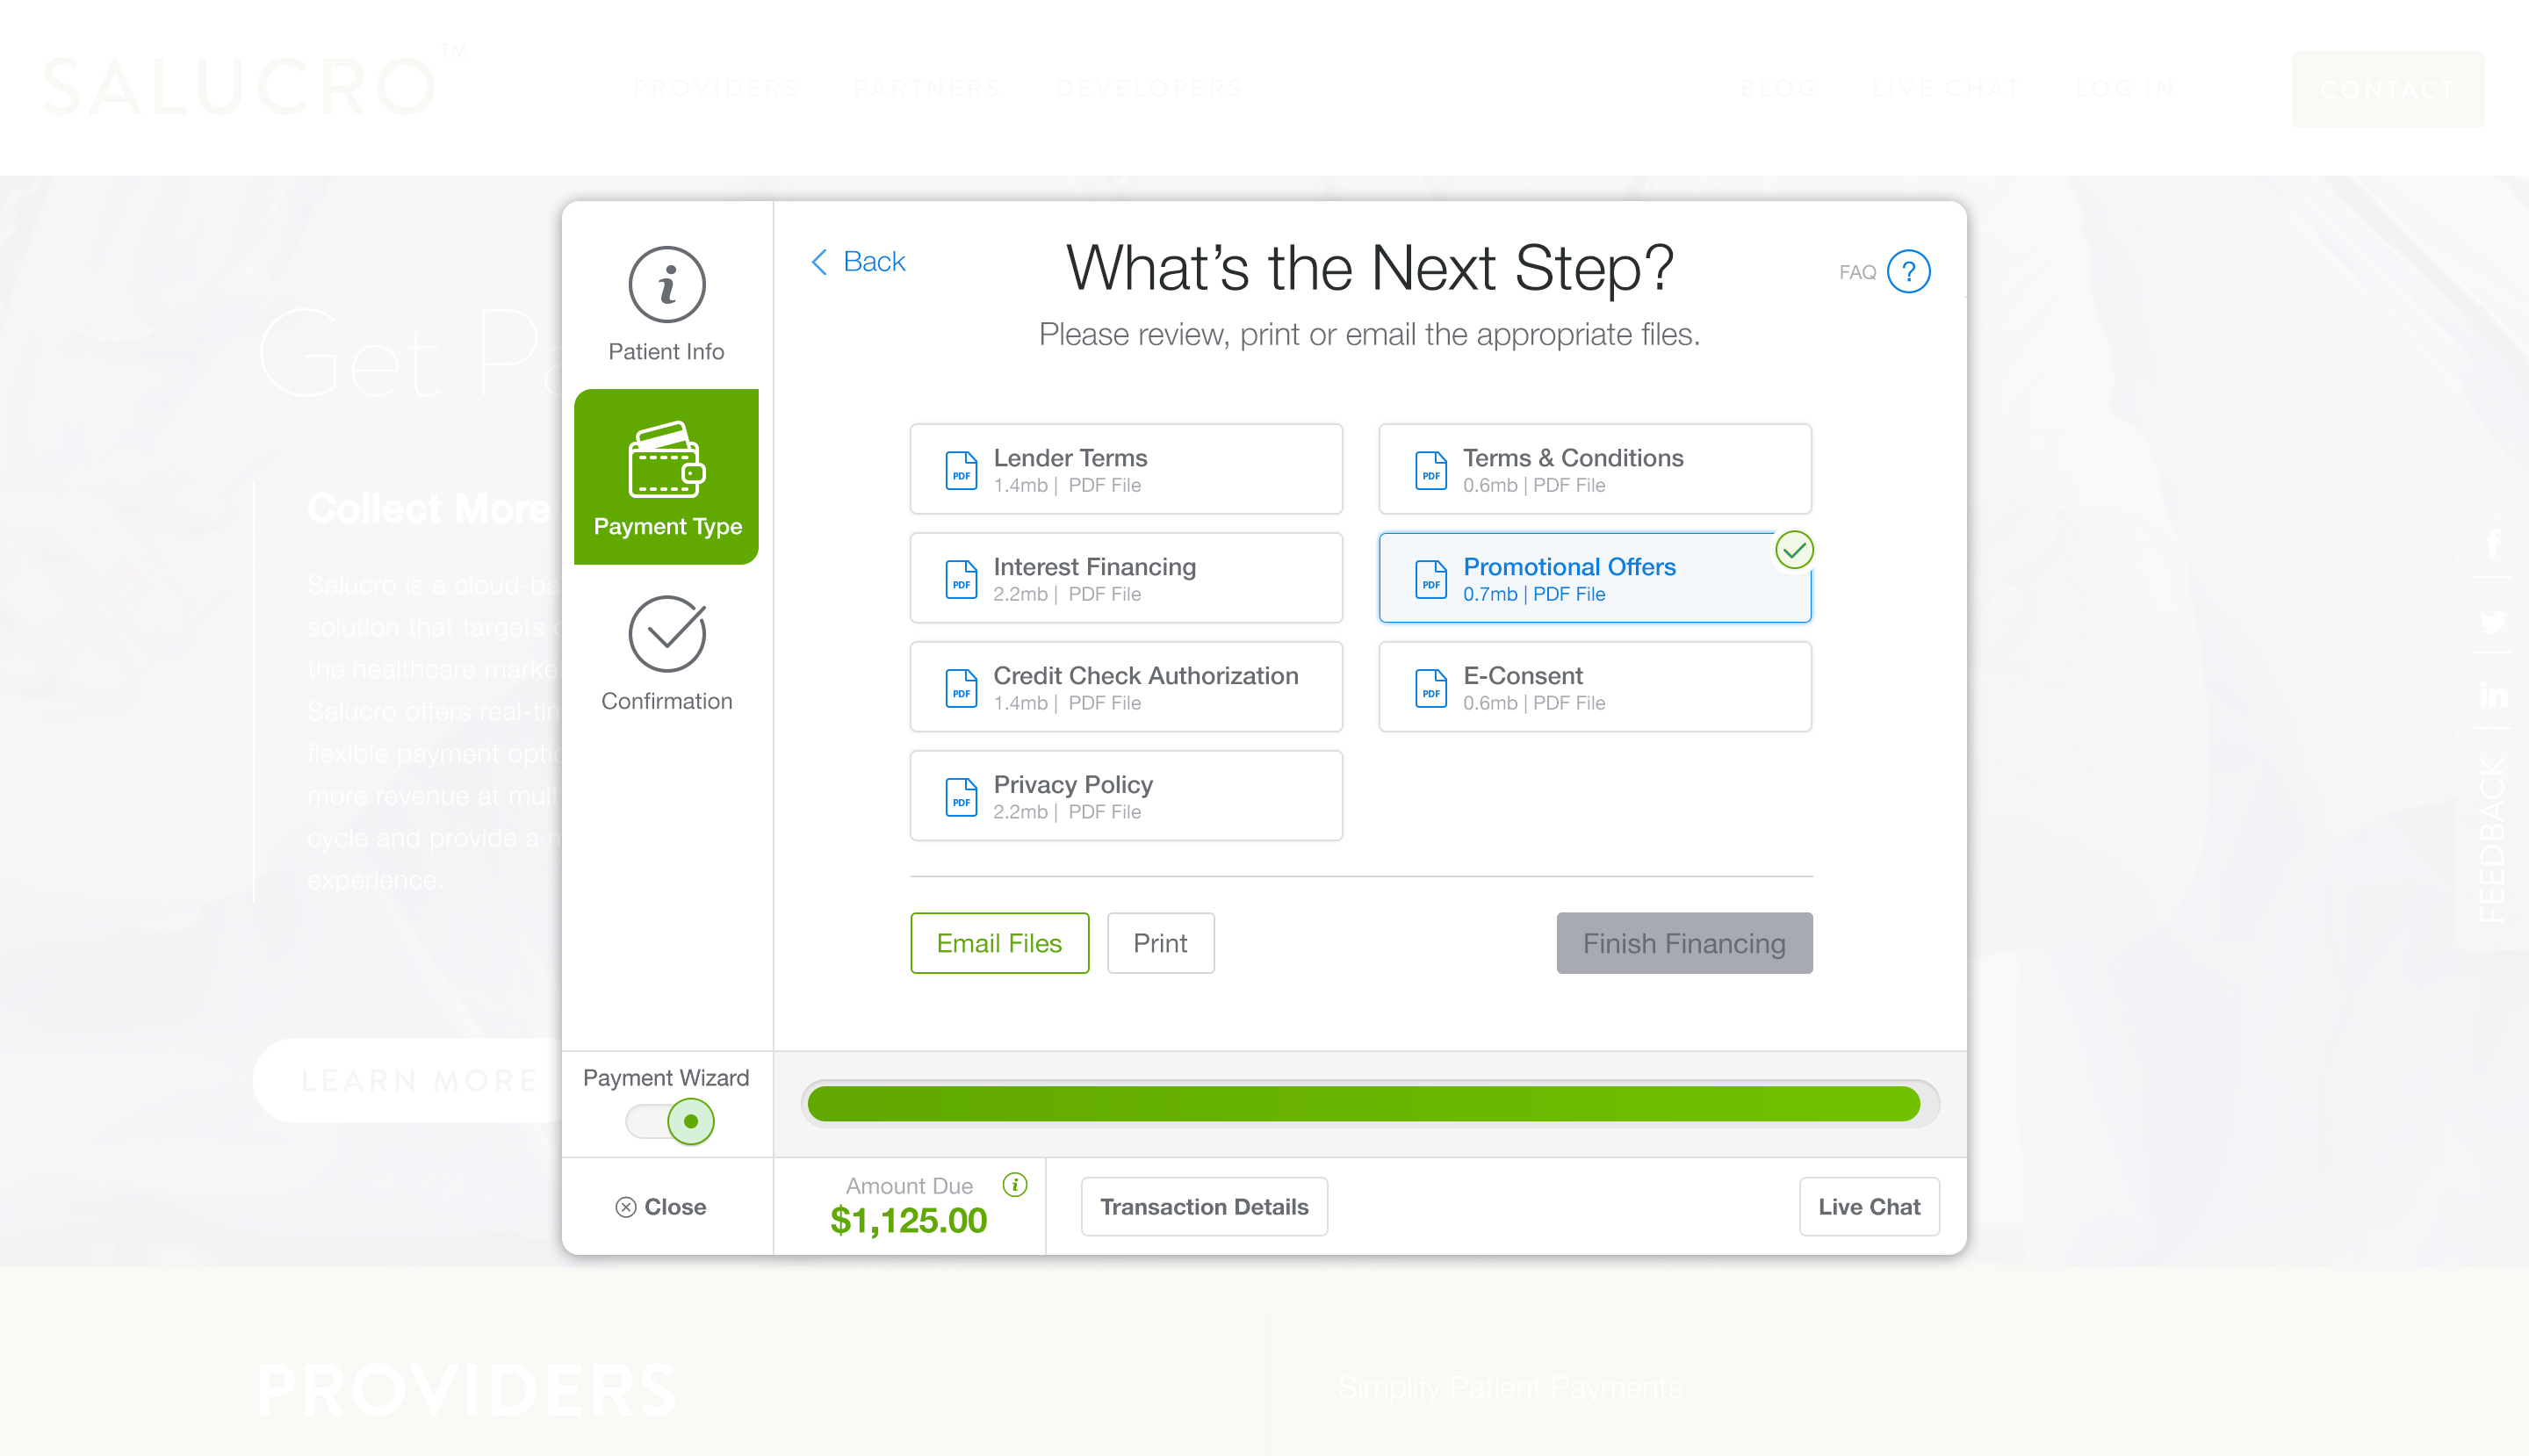 SALUCRO™
PROVIDERS
PARTNERS
DEVELOPERS
BLOG
LIVE CHAT
LOG IN
CONTACT
Get Pa
Collect More
Salucro is a cloud-ba
solution that targets
the healthcare marke
Salucro offers real-tim
flexible payment optio
more revenue at mult
cycle and provide a
experience.
LEARN MORE
Patient Info
Payment Type
Confirmation
Back
What's the Next Step?
FAQ ?
Please review, print or email the appropriate files.
PDF
Lender Terms
1.4mb | PDF File
PDF
Terms & Conditions
0.6mb | PDF File
PDF
Interest Financing
2.2mb | PDF File
PDF
Promotional Offers
0.7mb | PDF File
PDF
Credit Check Authorization
1.4mb | PDF File
PDF
E-Consent
0.6mb | PDF File
PDF
Privacy Policy
2.2mb | PDF File
Email Files
Print
Finish Financing
Payment Wizard
Close
Amount Due
$1,125.00
Transaction Details
Live Chat
FEEDBACK
PROVIDERS
Simplify Patient Payments